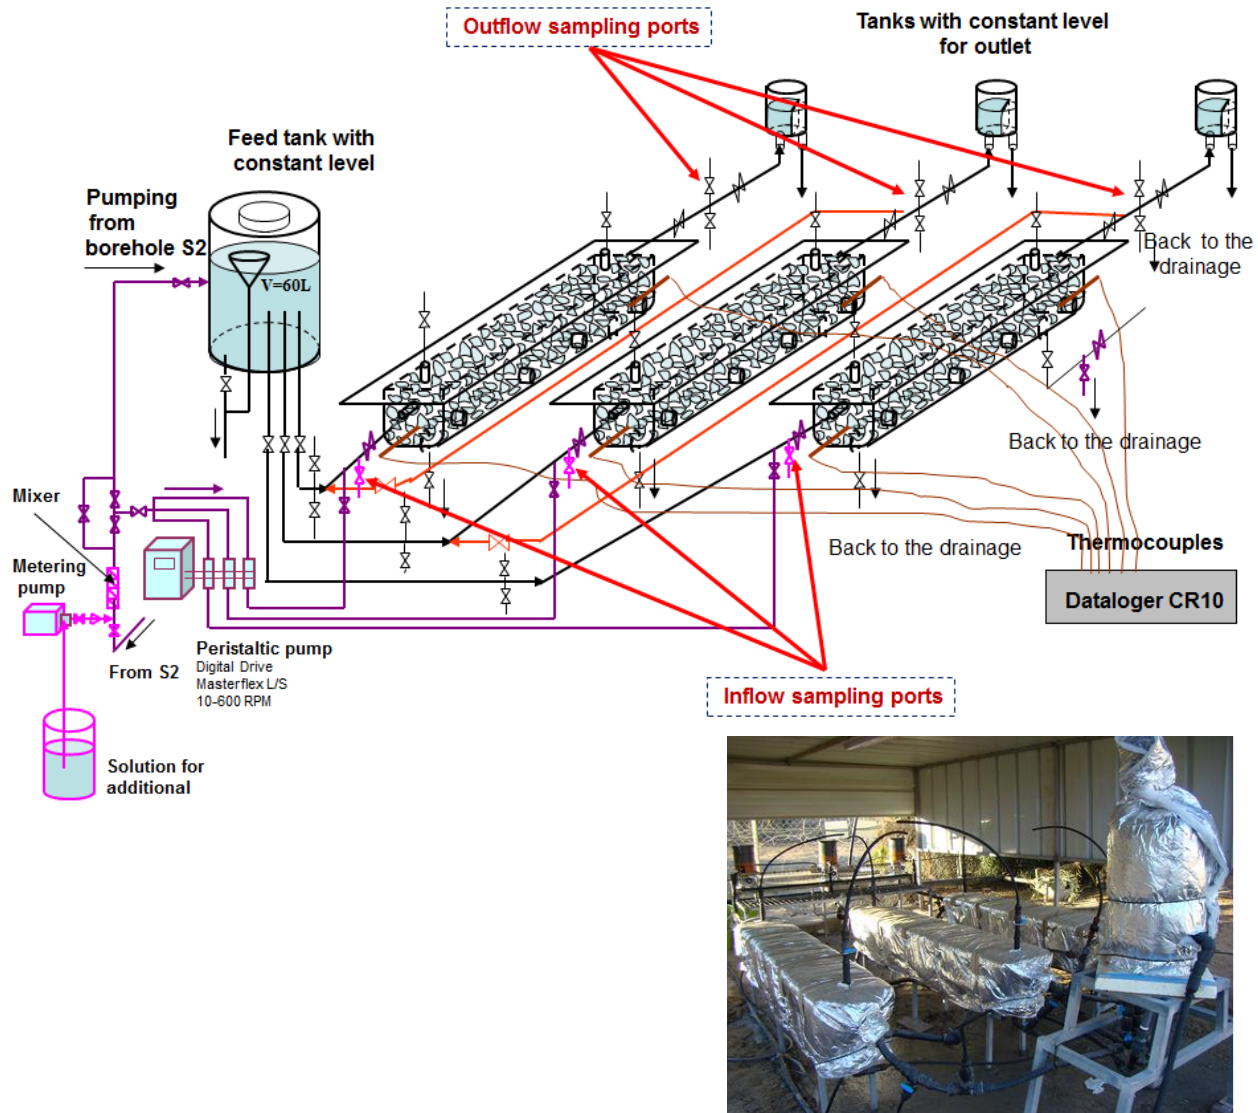 Outflow sampling ports
Tanks with constant level
for outlet
Feed tank with
constant level
Pumping
from
borehole S2
V=60L
Back to the
drainage
Back to the drainage
Back to the drainage
Mixer
Metering
pump
Thermocouples
Dataloger CR10
From S2
Peristaltic pump
Digital Drive
Masterflex L/S
10-600 RPM
Inflow sampling ports
Solution for
additional